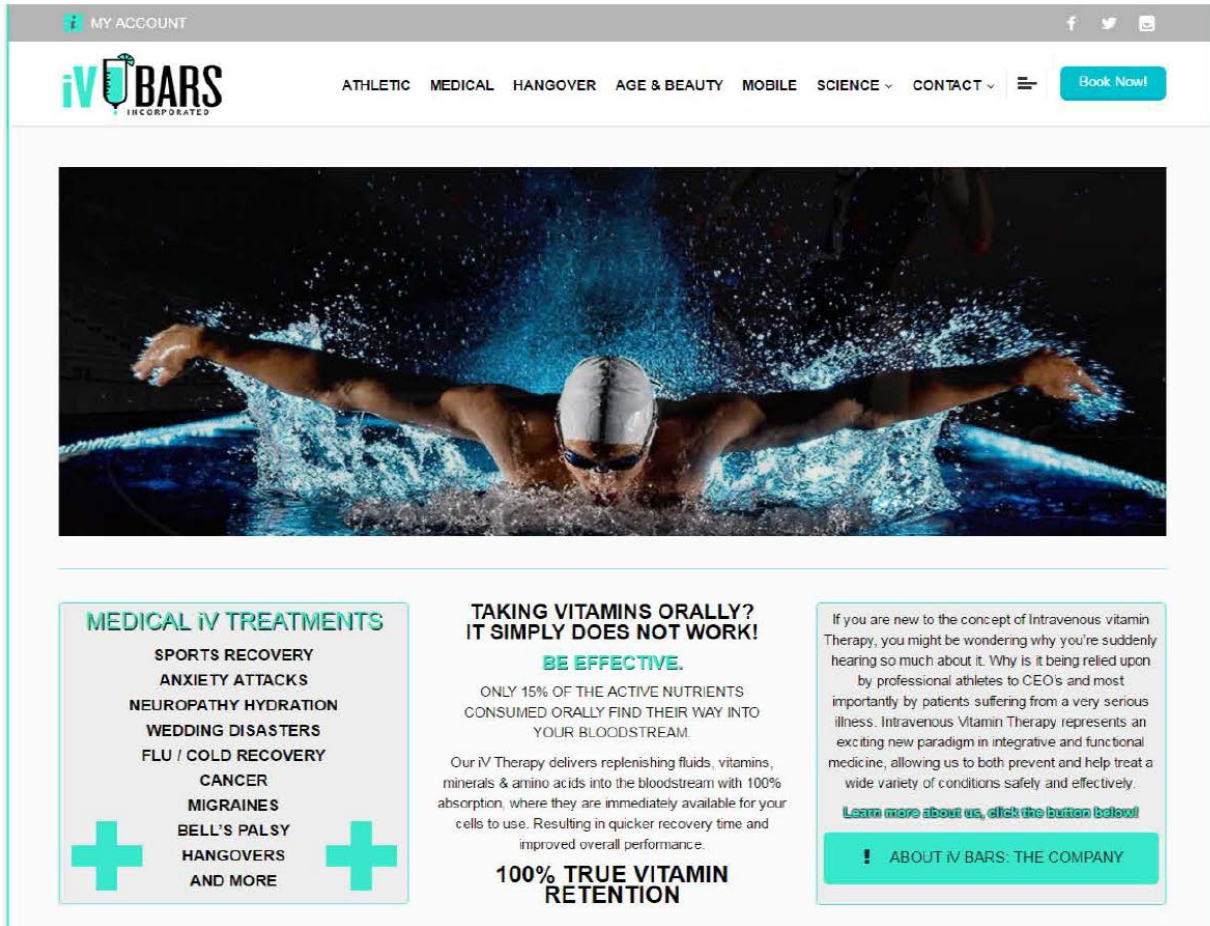 MY ACCOUNT
iV BARS
INCORPORATED
ATHLETIC MEDICAL HANGOVER AGE & BEAUTY MOBILE SCIENCE CONTACT Book Now!
MEDICAL iV TREATMENTS
SPORTS RECOVERY
ANXIETY ATTACKS
NEUROPATHY HYDRATION
WEDDING DISASTERS
FLU / COLD RECOVERY
CANCER
MIGRAINES
BELL'S PALSY
HANGOVERS
AND MORE
TAKING VITAMINS ORALLY?
IT SIMPLY DOES NOT WORK!
BE EFFECTIVE.
ONLY 15% OF THE ACTIVE NUTRIENTS
CONSUMED ORALLY FIND THEIR WAY INTO
YOUR BLOODSTREAM.
Our iV Therapy delivers replenishing fluids, vitamins,
minerals & amino acids into the bloodstream with 100%
absorption, where they are immediately available for your
cells to use. Resulting in quicker recovery time and
improved overall performance.
100% TRUE VITAMIN
RETENTION
If you are new to the concept of Intravenous vitamin
Therapy, you might be wondering why you're suddenly
hearing so much about it. Why is it being relied upon
by professional athletes to CEO's and most
importantly by patients suffering from a very serious
illness. Intravenous Vitamin Therapy represents an
exciting new paradigm in integrative and functional
medicine, allowing us to both prevent and help treat a
wide variety of conditions safely and effectively.
Learn more about us, click the button below!
! ABOUT iV BARS: THE COMPANY